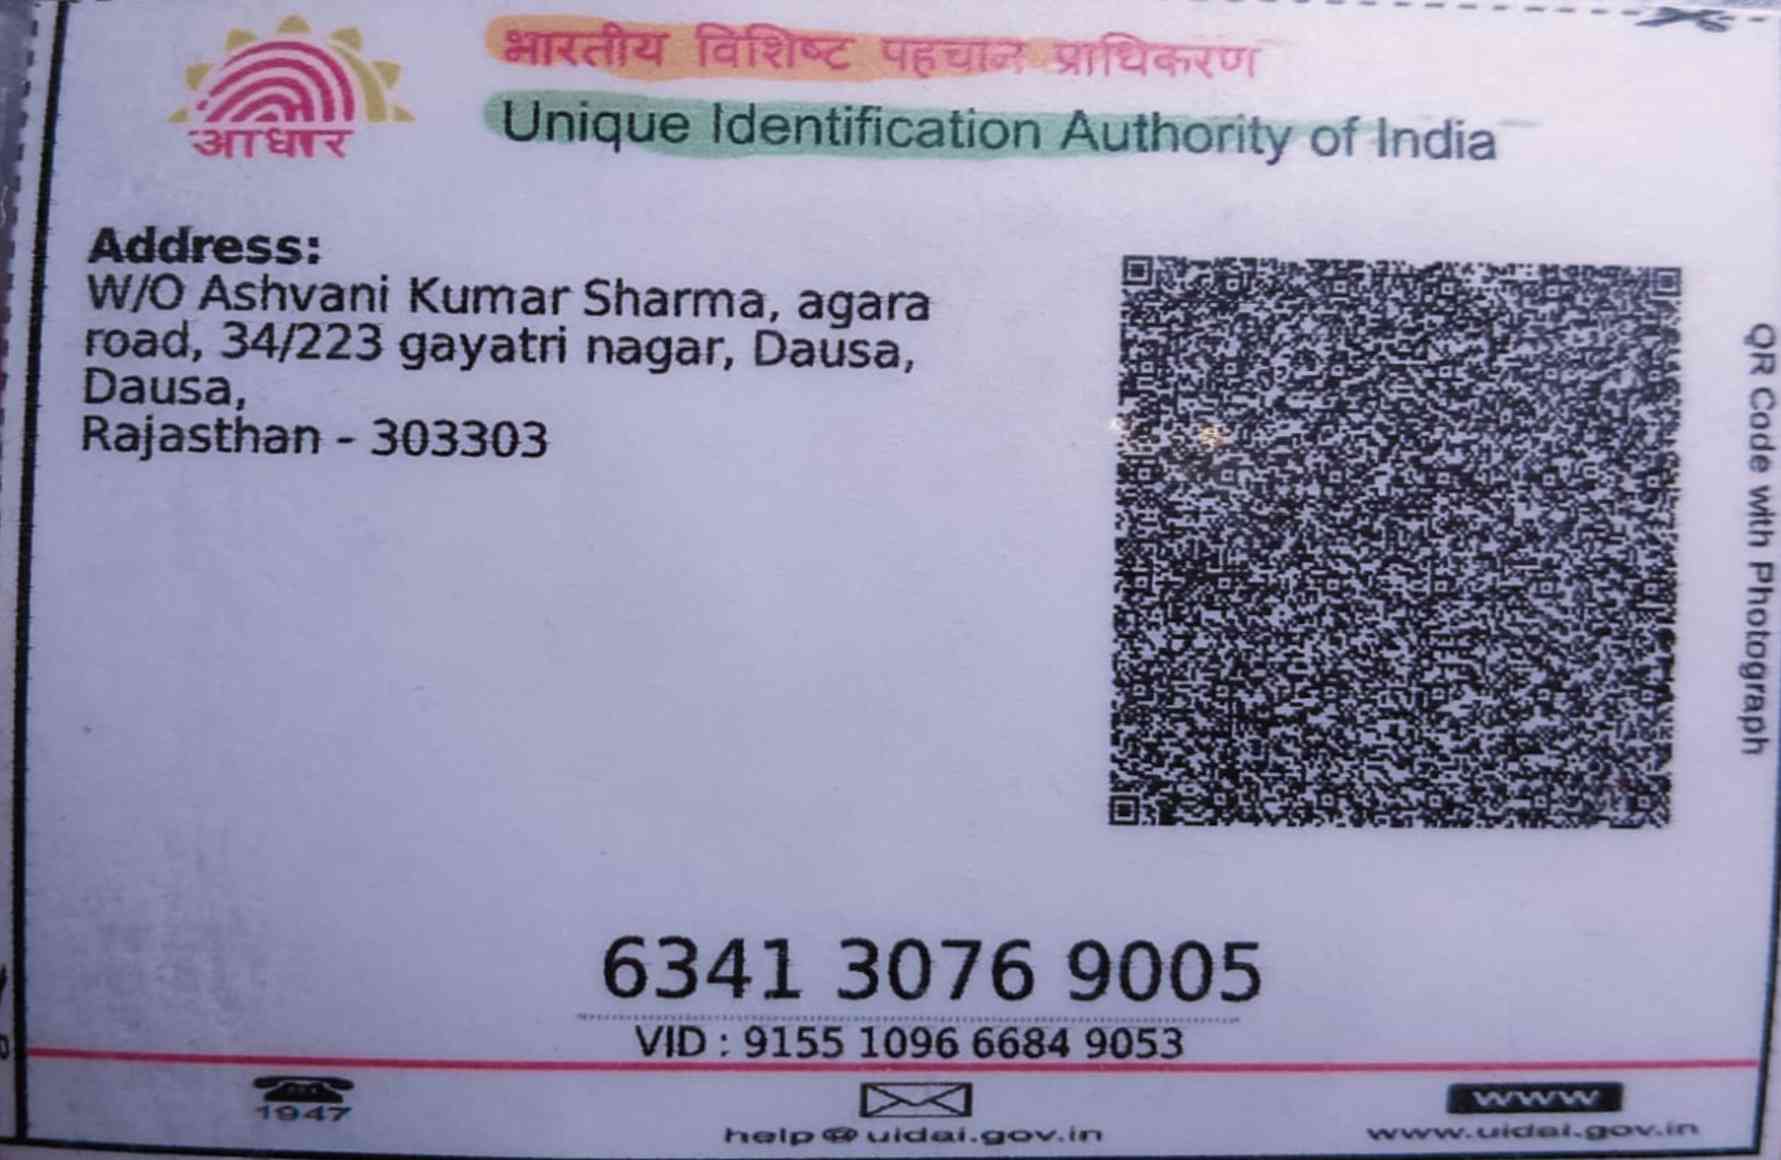 भारतीय विशिष्ट पहचान प्राधिकरण
Unique Identification Authority of India
आधार
Address:
W/O Ashvani Kumar Sharma, agara
road, 34/223 gayatri nagar, Dausa,
Dausa,
Rajasthan - 303303
QR Code with Photograph
6341 3076 9005
VID : 9155 1096 6684 9053
1947
help@uidai.gov.in
www
www.uidai.gov.in